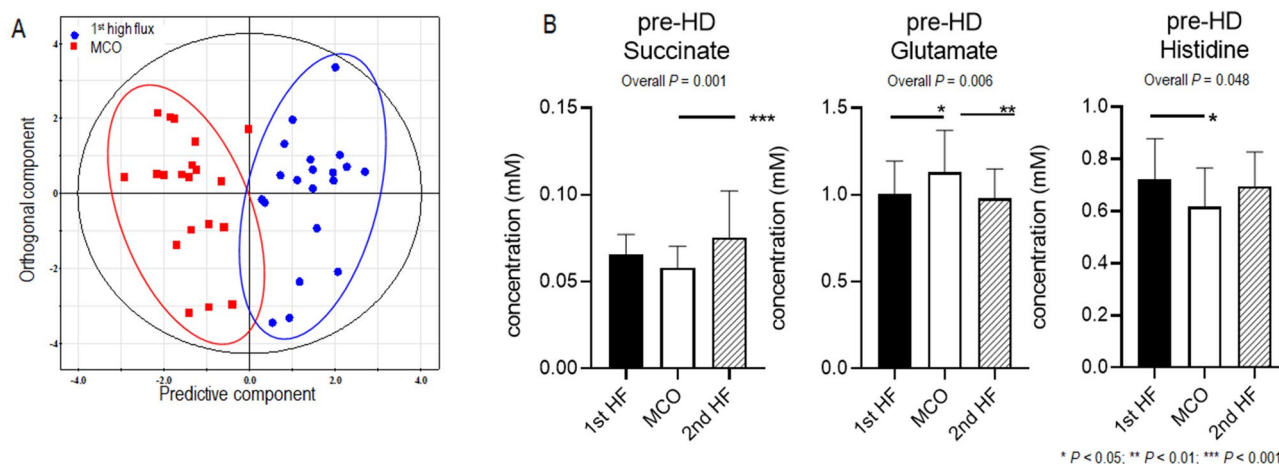 A
1st high flux
MCO
Orthogonal component
4
2
0
-2
-4
-4.0
-2.0
0.0
2.0
4.0
Predictive component
B
pre-HD
Succinate
Overall P = 0.001
concentration (mM)
0.15
0.10
0.05
0.00
***
1st HF
MCO
2nd HF
pre-HD
Glutamate
Overall P = 0.006
concentration (mM)
1.5
1.0
0.5
0.0
*
**
1st HF
MCO
2nd HF
pre-HD
Histidine
Overall P = 0.048
concentration (mM)
1.0
0.8
0.6
0.4
0.2
0.0
*
1st HF
MCO
2nd HF
* P < 0.05; ** P < 0.01; *** P < 0.001